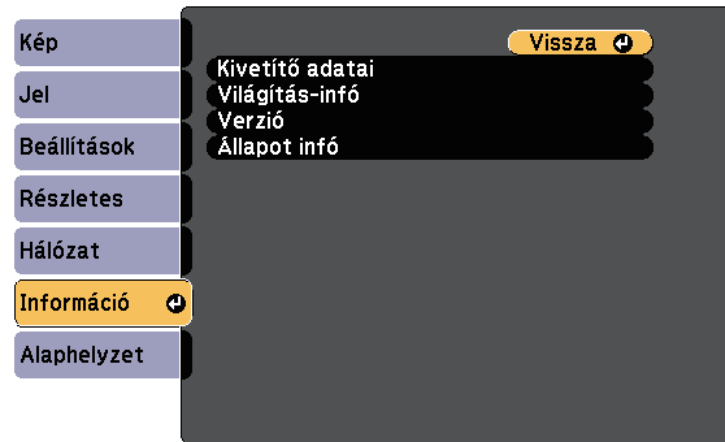 Kép
Jel
Beállítások
Részletes
Hálózat
Információ
Alaphelyzet
Vissza
Kivetítő adatai
Világítás-infó
Verzió
Állapot infó